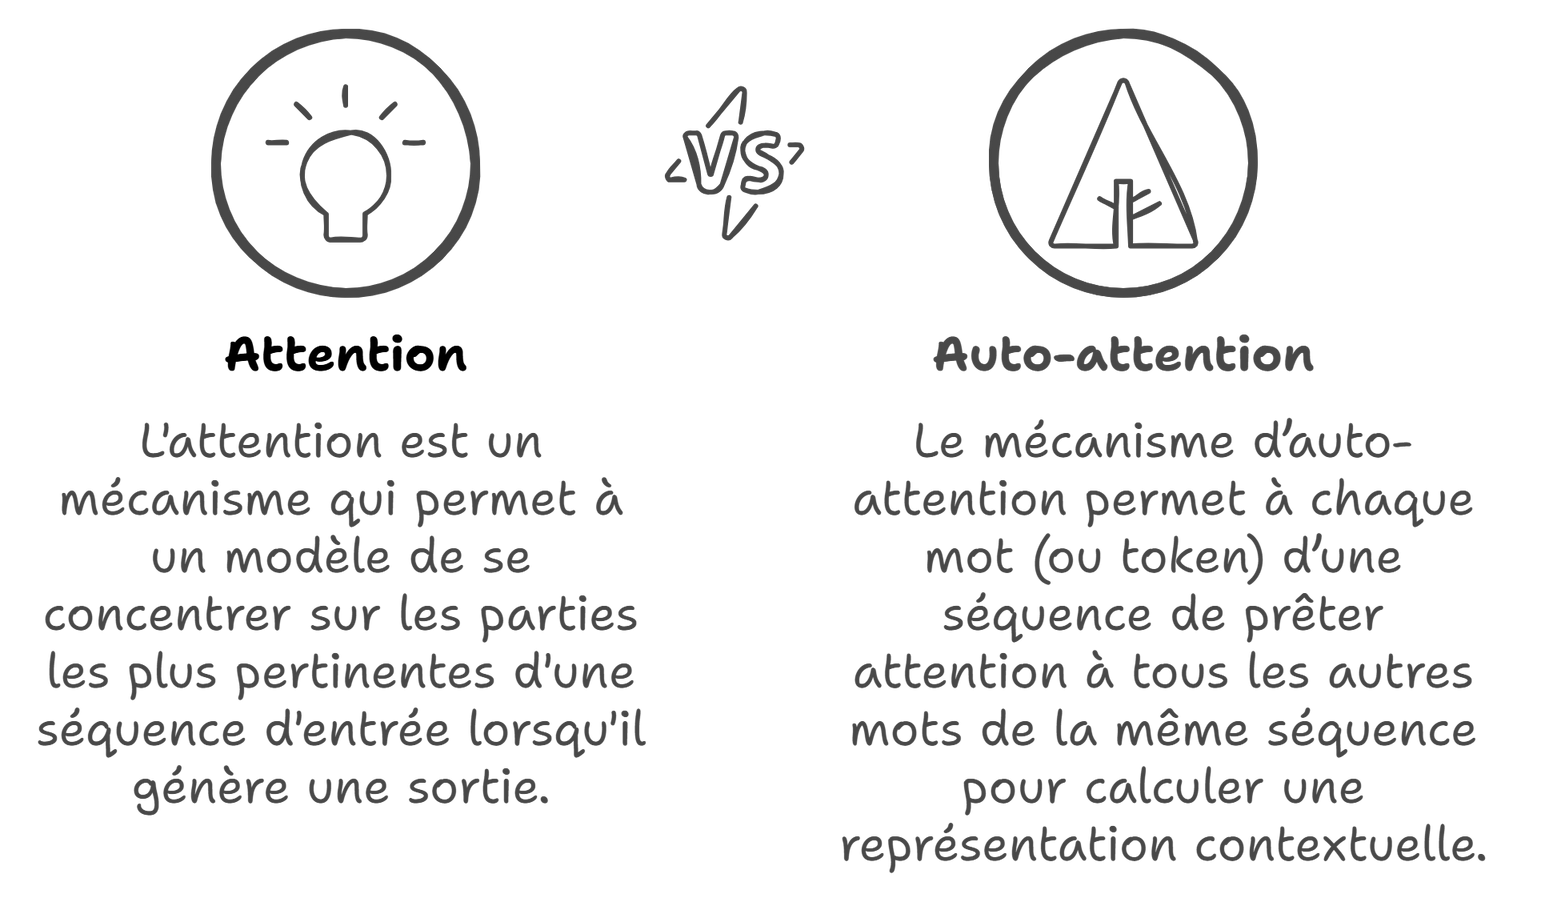 VS
Attention
L'attention est un
mécanisme qui permet à
un modèle de se
concentrer sur les parties
les plus pertinentes d'une
séquence d'entrée lorsqu'il
génère une sortie.
Auto-attention
Le mécanisme d’auto-
attention permet à chaque
mot (ou token) d’une
séquence de prêter
attention à tous les autres
mots de la même séquence
pour calculer une
représentation contextuelle.